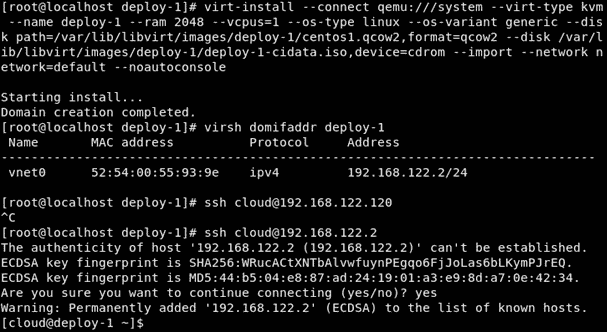 [root@localhost deploy-1]# virt-install --connect qemu:///system --virt-type kvm
 --name deploy-1 --ram 2048 --vcpus=1 --os-type linux --os-variant generic --dis
k path=/var/lib/libvirt/images/deploy-1/centos1.qcow2,format=qcow2 --disk /var/l
ib/libvirt/images/deploy-1/deploy-1-cidata.iso,device=cdrom --import --network n
etwork=default --noautoconsole

Starting install...
Domain creation completed.
[root@localhost deploy-1]# virsh domifaddr deploy-1
 Name       MAC address          Protocol     Address
-------------------------------------------------------------------------------
 vnet0      52:54:00:55:93:9e    ipv4         192.168.122.2/24

[root@localhost deploy-1]# ssh cloud@192.168.122.120
^C
[root@localhost deploy-1]# ssh cloud@192.168.122.2
The authenticity of host '192.168.122.2 (192.168.122.2)' can't be established.
ECDSA key fingerprint is SHA256:WRucACtXNTbAlvwfuynPEgqo6FjJoLas6bLKympPJrEQ.
ECDSA key fingerprint is MD5:44:b5:04:e8:87:ad:24:19:01:a3:e9:8d:a7:0e:42:34.
Are you sure you want to continue connecting (yes/no)? yes
Warning: Permanently added '192.168.122.2' (ECDSA) to the list of known hosts.
[cloud@deploy-1 ~]$